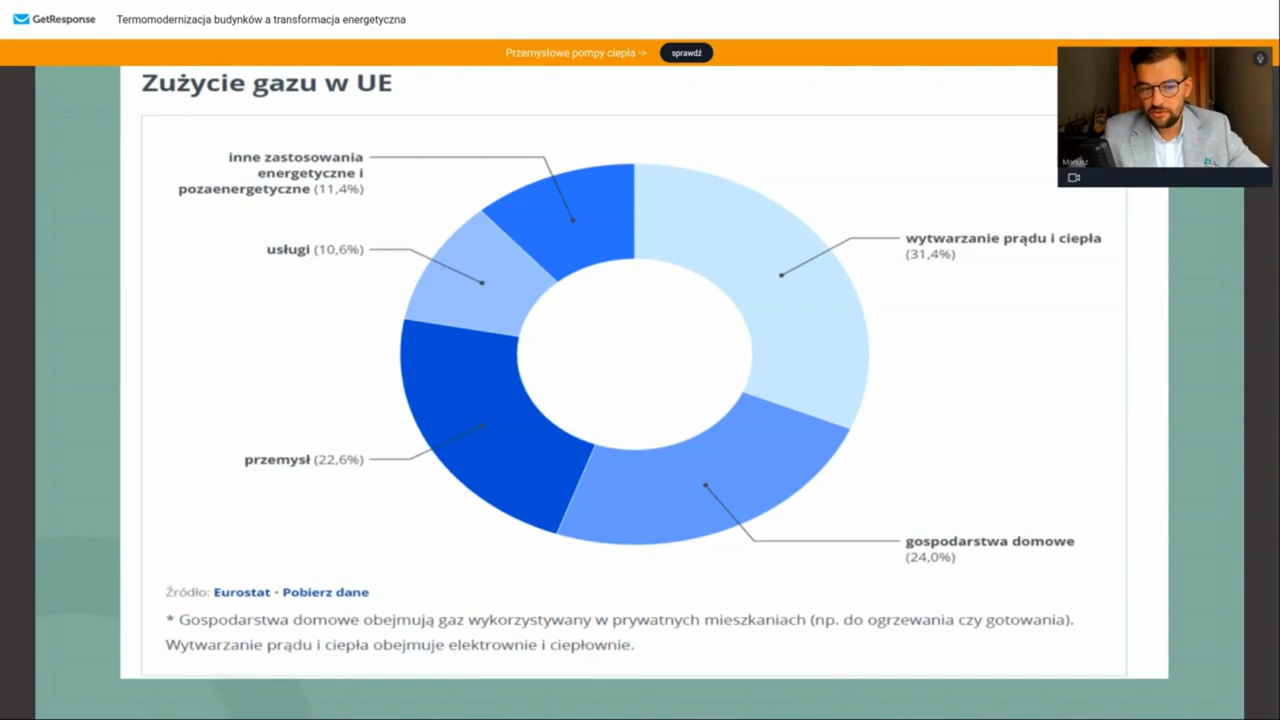 GetResponse
Termomodernizacja budynków a transformacja energetyczna
Przemysłowe pompy ciepła ->
sprawdź
Zużycie gazu w UE
Mariusz
inne zastosowania
energetyczne i
pozaenergetyczne (11,4%)
usługi (10,6%)
wytwarzanie prądu i ciepła
(31,4%)
przemysł (22,6%)
gospodarstwa domowe
(24,0%)
Źródło: Eurostat • Pobierz dane
* Gospodarstwa domowe obejmują gaz wykorzystywany w prywatnych mieszkaniach (np. do ogrzewania czy gotowania).
Wytwarzanie prądu i ciepła obejmuje elektrownie i ciepłownie.